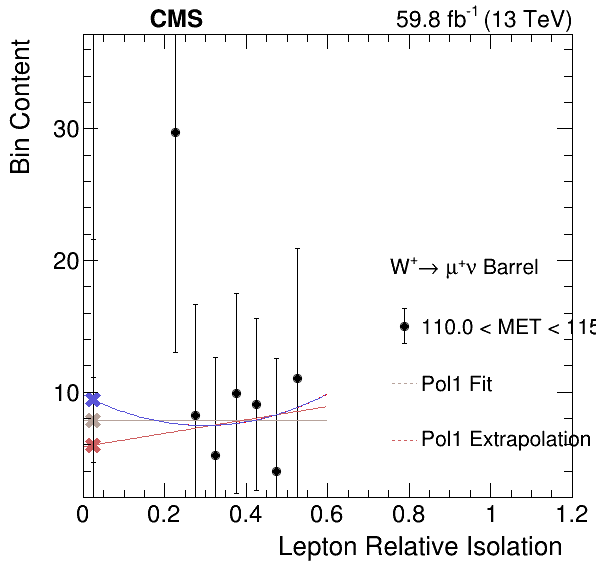 CMS 59.8 fb⁻¹ (13 TeV)
Bin Content
30
20
10
W⁺→ μ⁺ν Barrel
110.0 < MET < 115
Pol1 Fit
Pol1 Extrapolation
0 0.2 0.4 0.6 0.8 1 1.2
Lepton Relative Isolation